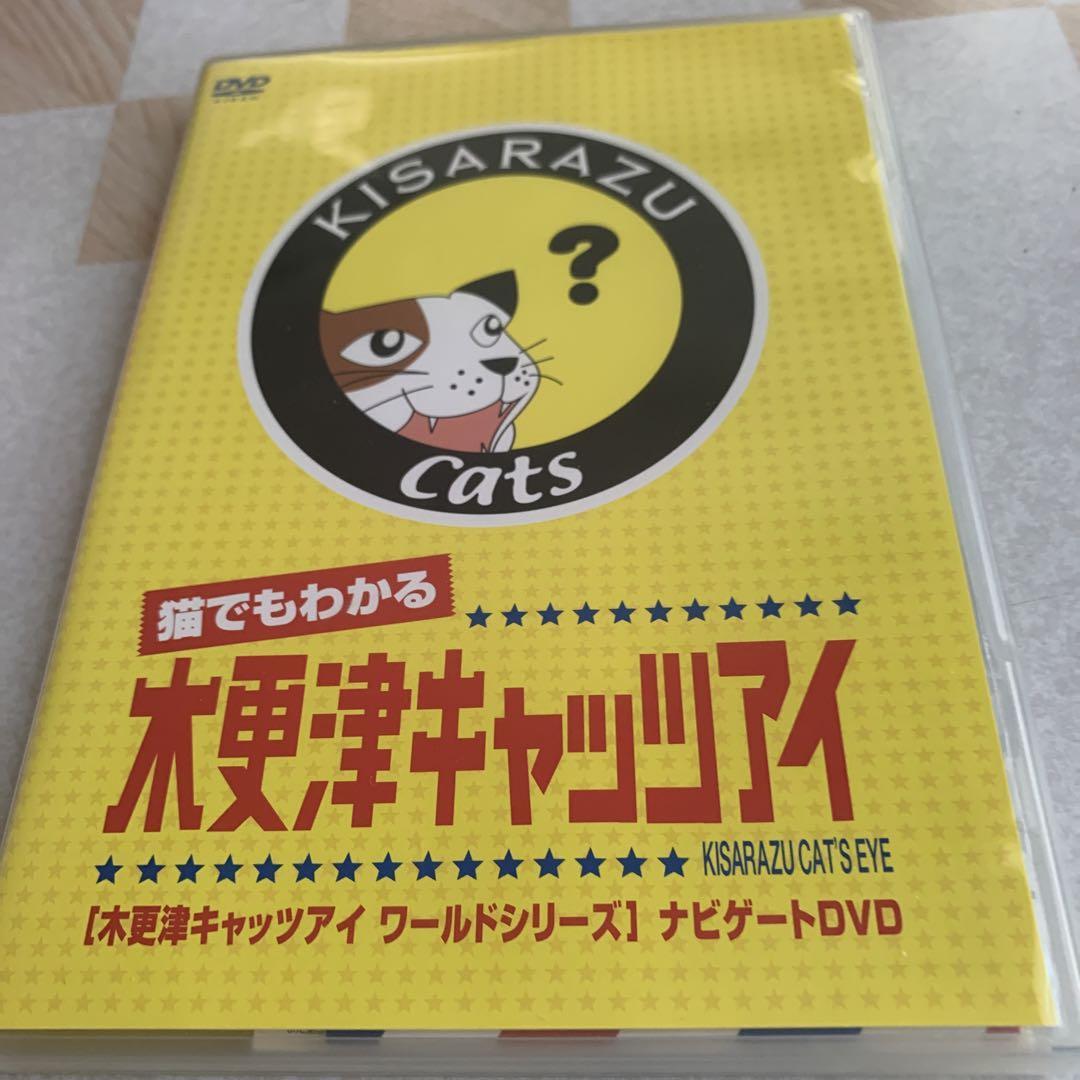 DVD
VIDEO
KISARAZU
?
Cats
猫でもわかる
木更津キャッツアイ
KISARAZU CAT'S EYE
[木更津キャッツアイ ワールドシリーズ] ナビゲートDVD